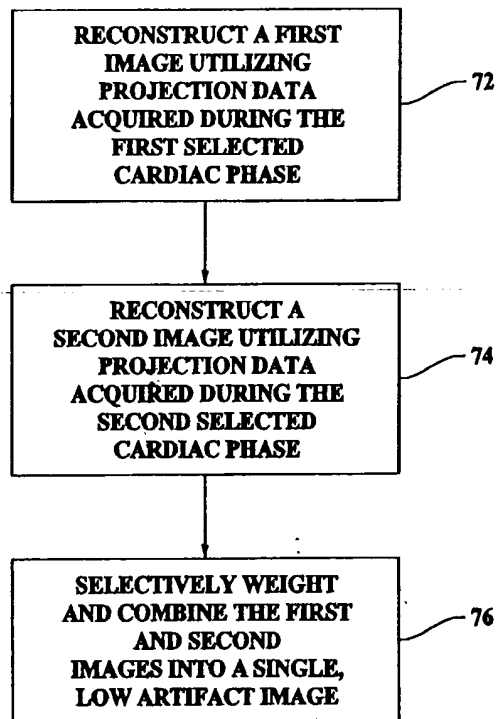 RECONSTRUCT A FIRST
IMAGE UTILIZING
PROJECTION DATA
ACQUIRED DURING THE
FIRST SELECTED
CARDIAC PHASE
72
RECONSTRUCT A
SECOND IMAGE UTILIZING
PROJECTION DATA
ACQUIRED DURING THE
SECOND SELECTED
CARDIAC PHASE
74
SELECTIVELY WEIGHT
AND COMBINE THE FIRST
AND SECOND
IMAGES INTO A SINGLE,
LOW ARTIFACT IMAGE
76